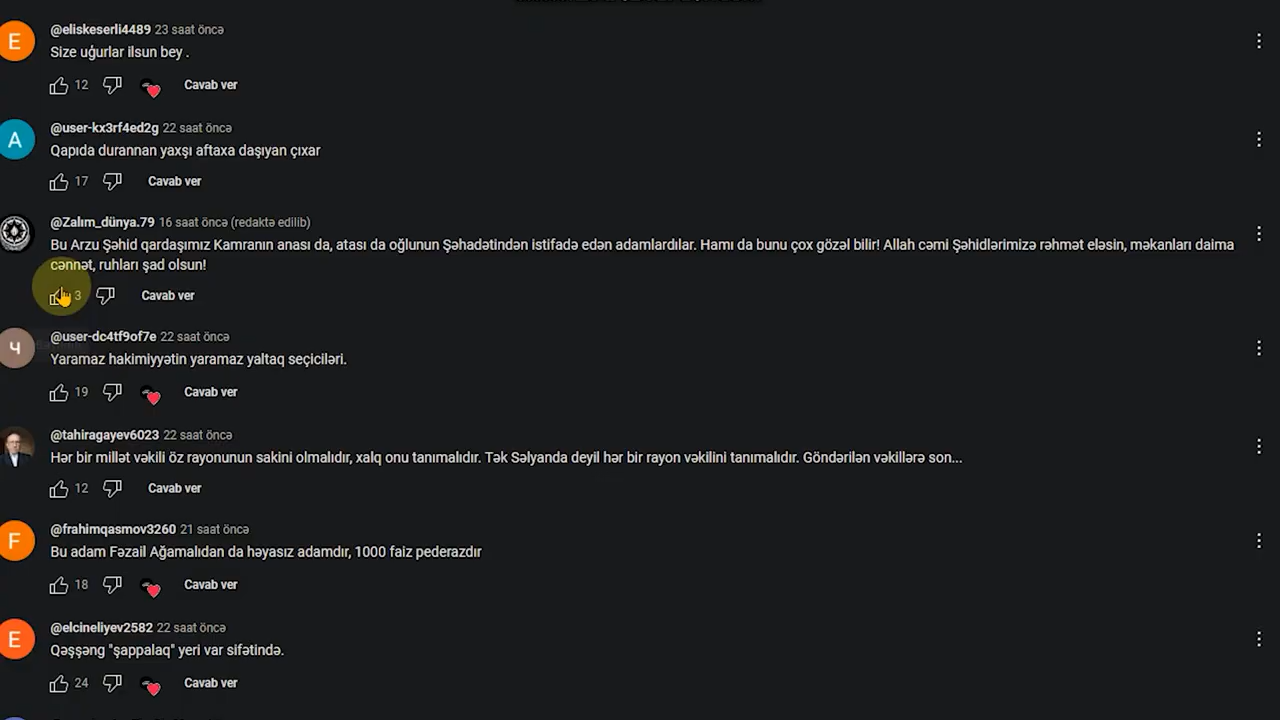 E
@eliskeserli4489 23 saat öncə
Size uģurlar ilsun bey .
12 Cavab ver
A
@user-kx3rf4ed2g 22 saat öncə
Qapıda durannan yaxşı aftaxa daşıyan çıxar
17 Cavab ver
@Zalım_dünya.79 16 saat öncə (redaktə edilib)
Bu Arzu Şəhid qardaşımız Kamranın anası da, atası da oğlunun Şəhadətindən istifadə edən adamlardılar. Hamı da bunu çox gözəl bilir! Allah cəmi Şəhidlərimizə rəhmət eləsin, məkanları daima
cənnət, ruhları şad olsun!
3 Cavab ver
Ч
@user-dc4tf9of7e 22 saat öncə
Yaramaz hakimiyyətin yaramaz yaltaq seçiciləri.
19 Cavab ver
@tahiragayev6023 22 saat öncə
Hər bir millət vəkili öz rayonunun sakini olmalıdır, xalq onu tanımalıdır. Tək Səlyanda deyil hər bir rayon vəkilini tanımalıdır. Göndərilən vəkillərə son...
12 Cavab ver
F
@frahimqasmov3260 21 saat öncə
Bu adam Fəzail Ağamalıdan da həyasız adamdır, 1000 faiz pederazdır
18 Cavab ver
E
@elcineliyev2582 22 saat öncə
Qəşşəng "şappalaq" yeri var sifətində.
24 Cavab ver